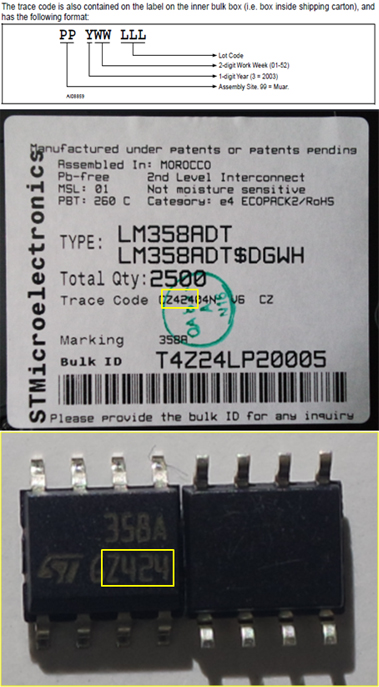 The trace code is also contained on the label on the inner bulk box (i.e. box inside shipping carton), and
has the following format:
PP YWW LLL
Lot Code
2-digit Work Week (01-52)
1-digit Year (3 = 2003)
Assembly Site. 99 = Muar.
STMicroelectronics
Manufactured under patents or patents pending
Assembled In: MOROCCO
Pb-free 2nd Level Interconnect
MSL: 01 Not moisture sensitive
PBT: 260 C Category: e4 ECOPACK2/RoHS
TYPE: LM358ADT
LM358ADT$DGWH
Total Qty: 2500
Trace Code CZ42404N V6 CZ
Marking 358A
Bulk ID T4Z24LP20005
Please provide the bulk ID for any inquiry
358A
ST CZ424